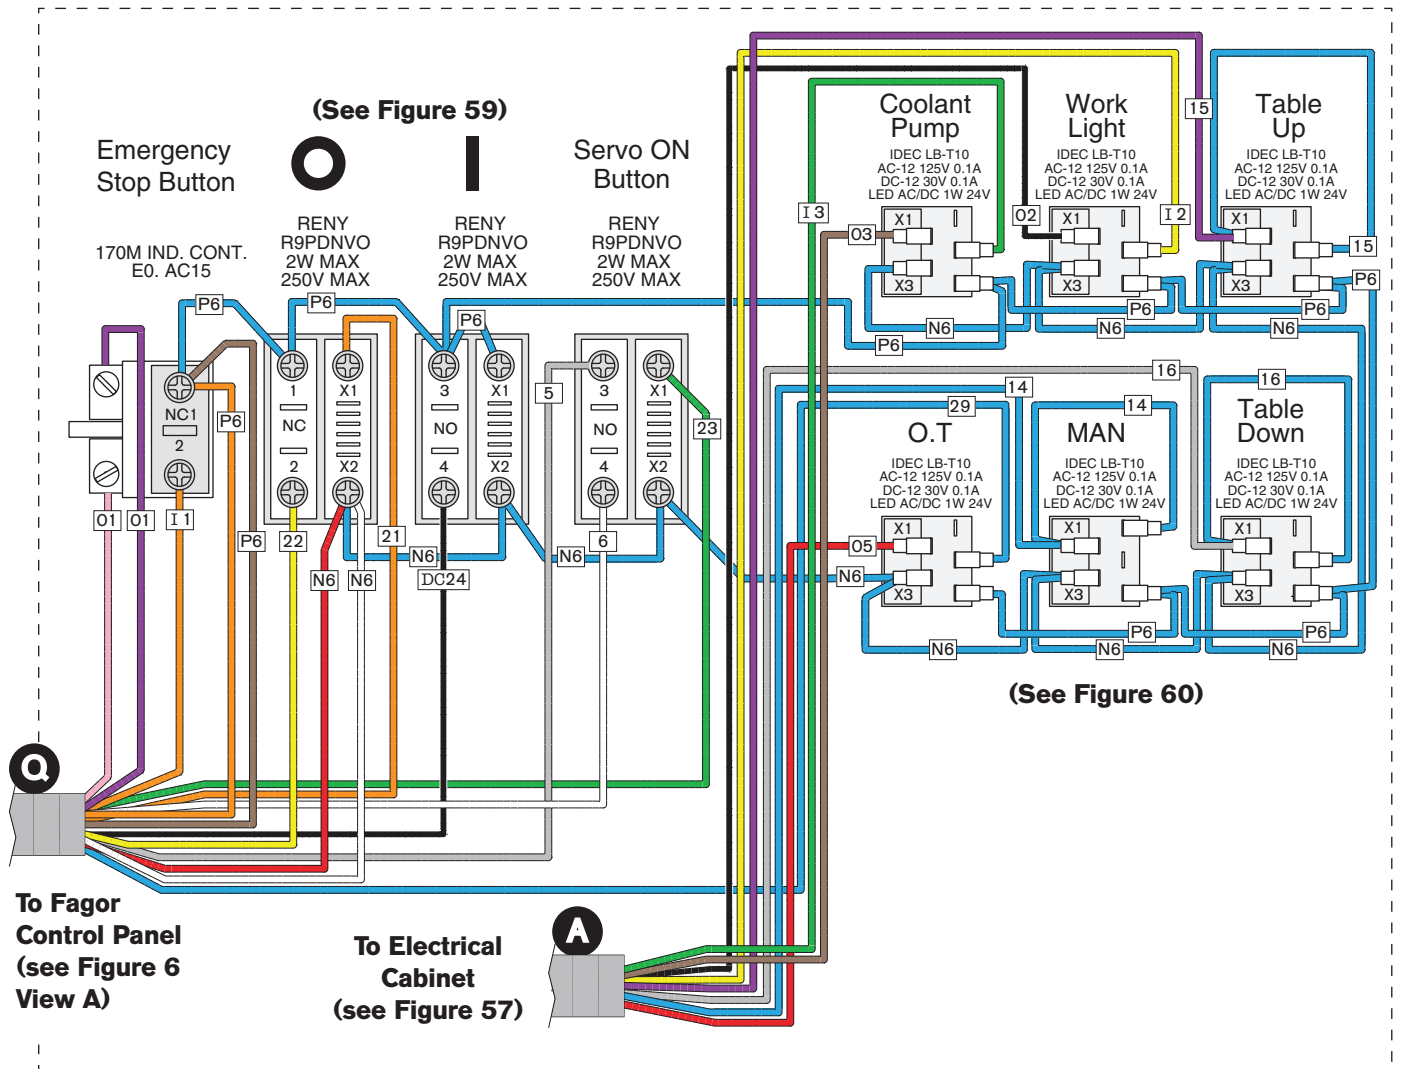 (See Figure 59)
Emergency
Stop Button
Servo ON
Button
170M IND. CONT.
E0. AC15
RENY
R9PDNVO
2W MAX
250V MAX
RENY
R9PDNVO
2W MAX
250V MAX
RENY
R9PDNVO
2W MAX
250V MAX
Coolant
Pump
IDEC LB-T10
AC-12 125V 0.1A
DC-12 30V 0.1A
LED AC/DC 1W 24V
Work
Light
IDEC LB-T10
AC-12 125V 0.1A
DC-12 30V 0.1A
LED AC/DC 1W 24V
Table
Up
IDEC LB-T10
AC-12 125V 0.1A
DC-12 30V 0.1A
LED AC/DC 1W 24V
15
I3
03
X1
X3
02
X1
X3
I2
X1
X3
15
P6
N6
P6
N6
P6
N6
P6
P6
P6
P6
NC1
2
P6
1
NC
2
X1
X2
3
NO
4
X1
X2
5
3
NO
4
X1
X2
23
01
01
I1
P6
22
N6
N6
21
N6
DC24
N6
6
16
14
29
14
16
O.T
IDEC LB-T10
AC-12 125V 0.1A
DC-12 30V 0.1A
LED AC/DC 1W 24V
MAN
IDEC LB-T10
AC-12 125V 0.1A
DC-12 30V 0.1A
LED AC/DC 1W 24V
Table
Down
IDEC LB-T10
AC-12 125V 0.1A
DC-12 30V 0.1A
LED AC/DC 1W 24V
05
N6
X1
X3
X1
X3
X1
X3
N6
P6
N6
P6
N6
(See Figure 60)
Q
To Fagor
Control Panel
(see Figure 6
View A)
A
To Electrical
Cabinet
(see Figure 57)